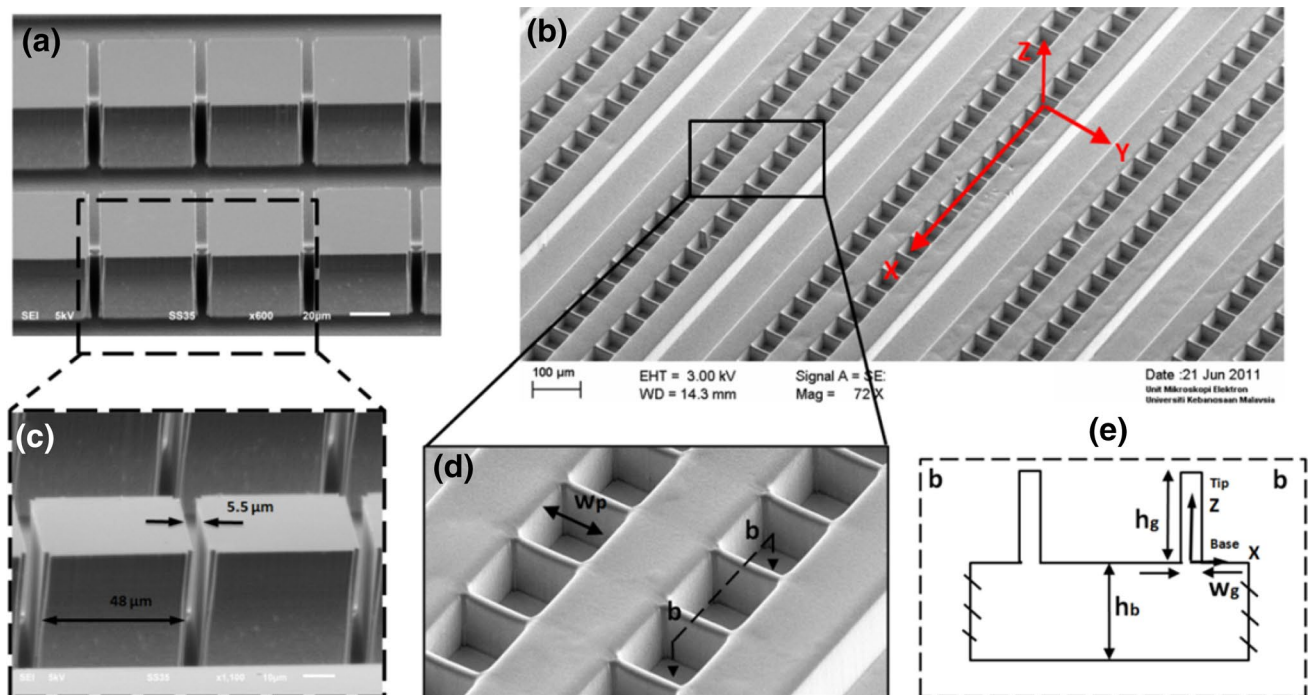 (a)
SEI 5kV SS35 x600 20µm
(b)
Z
Y
X
100 µm
EHT = 3.00 kV
WD = 14.3 mm
Signal A = SE:
Mag = 72 X
Date :21 Jun 2011
Unit Mikroskopi Elektron
Universiti Kebanosaan Malavsia
(c)
5.5 µm
48 µm
SEI 5kV SS35 x1,100 10µm
(d)
Wp
b
b
(e)
b
b
Tip
Z
hg
Base
X
Wg
hb